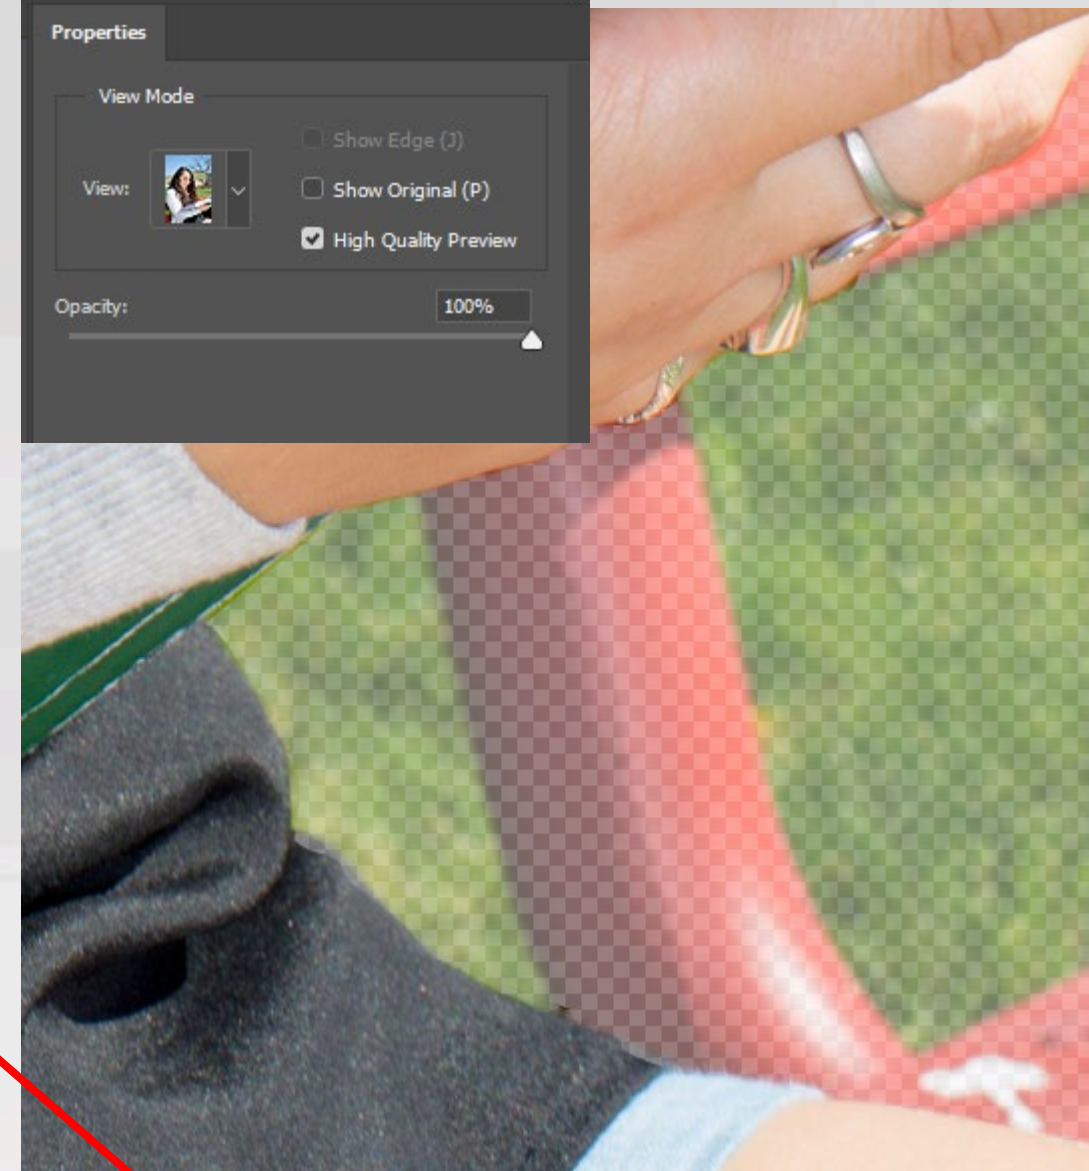 Properties
View Mode
Show Edge (J)
View:
Show Original (P)
High Quality Preview
Opacity:
100%